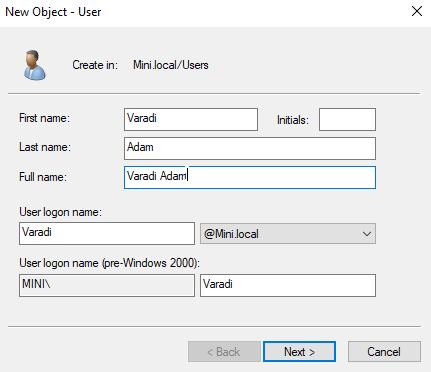 New Object - User
Create in: Mini.local/Users
First name: Varadi Initials:
Last name: Adam
Full name: Varadi Adam
User logon name:
Varadi @Mini.local
User logon name (pre-Windows 2000):
MINI\ Varadi
< Back Next > Cancel